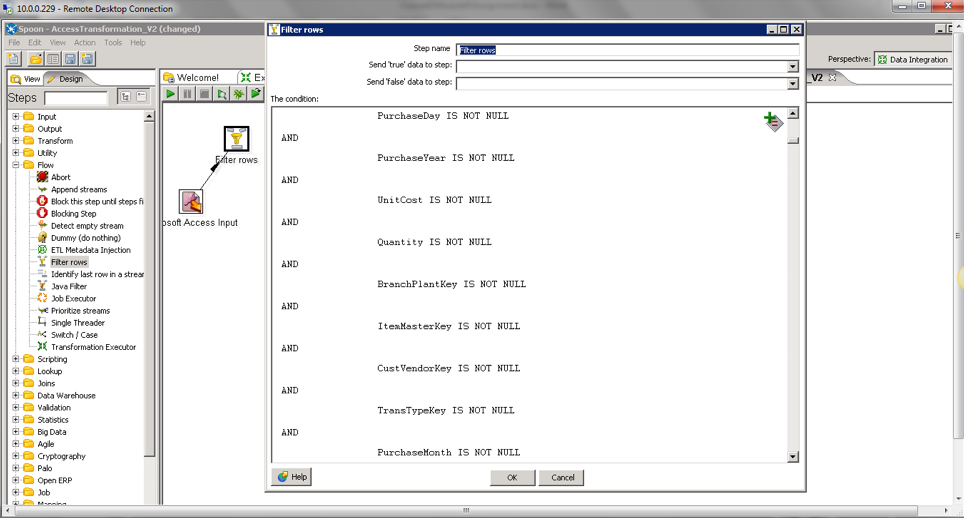 10.0.0.229 - Remote Desktop Connection
Spoon - AccessTransformation_V2 (changed)
File Edit View Action Tools Help
Perspective: Data Integration
View Design
Welcome! Ex
V2
Steps
Input
Output
Transform
Utility
Flow
Abort
Append streams
Block this step until steps fi
Blocking Step
Detect empty stream
Dummy (do nothing)
ETL Metadata Injection
Filter rows
Identify last row in a strear
Java Filter
Job Executor
Prioritize streams
Single Threader
Switch / Case
Transformation Executor
Scripting
Lookup
Joins
Data Warehouse
Validation
Statistics
Big Data
Agile
Cryptography
Palo
Open ERP
Job
Mapping
Filter rows
osoft Access Input
Filter rows
Step name Filter rows
Send 'true' data to step:
Send 'false' data to step:
The condition:
PurchaseDay IS NOT NULL
AND
PurchaseYear IS NOT NULL
AND
UnitCost IS NOT NULL
AND
Quantity IS NOT NULL
AND
BranchPlantKey IS NOT NULL
AND
ItemMasterKey IS NOT NULL
AND
CustVendorKey IS NOT NULL
AND
TransTypeKey IS NOT NULL
AND
PurchaseMonth IS NOT NULL
Help OK Cancel